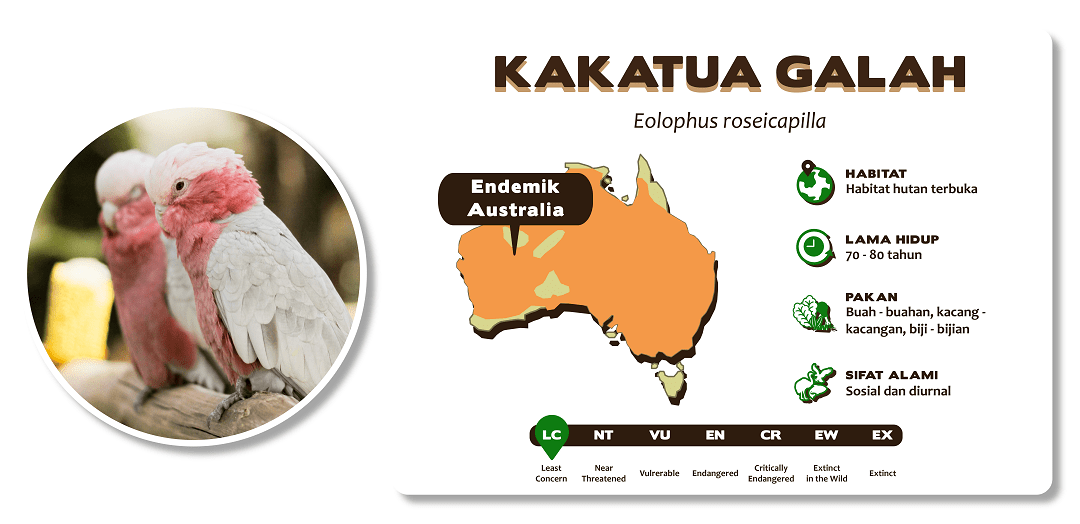 KAKATUA GALAH
Eolophus roseicapilla
Endemik
Australia
HABITAT
Habitat hutan terbuka
LAMA HIDUP
70 - 80 tahun
PAKAN
Buah - buahan, kacang -
kacangan, biji - bijian
SIFAT ALAMI
Sosial dan diurnal
LC NT VU EN CR EW EX
Least
Concern
Near
Threatened
Vulrerable
Endangered
Critically
Endangered
Extinct
in the Wild
Extinct